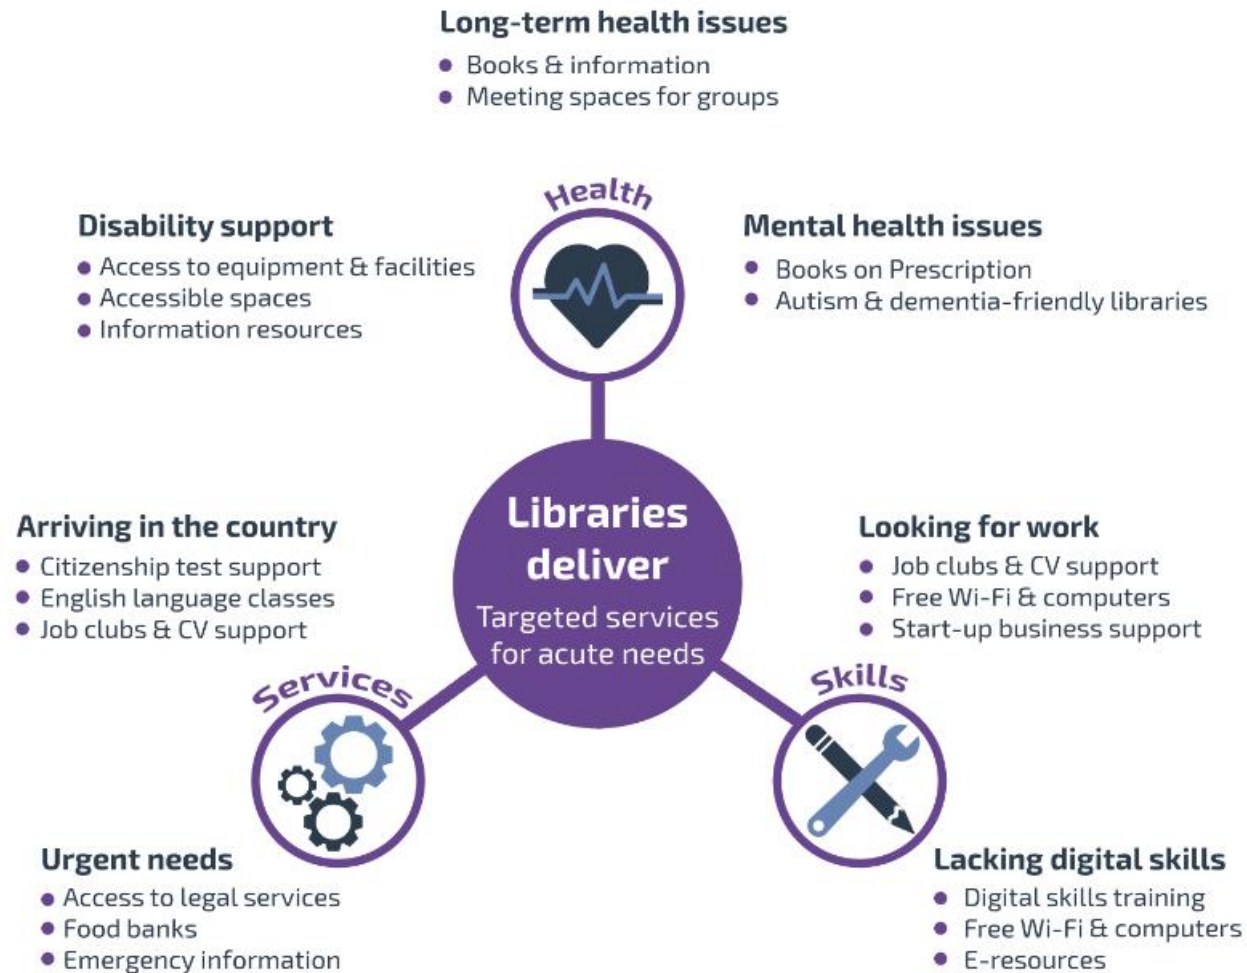 Long-term health issues
Books & information
Meeting spaces for groups
Health
Disability support
Access to equipment & facilities
Accessible spaces
Information resources
Mental health issues
Books on Prescription
Autism & dementia-friendly libraries
Libraries
deliver
Targeted services
for acute needs
Arriving in the country
Citizenship test support
English language classes
Job clubs & CV support
Services
Urgent needs
Access to legal services
Food banks
Emergency information
Looking for work
Job clubs & CV support
Free Wi-Fi & computers
Start-up business support
Skills
Lacking digital skills
Digital skills training
Free Wi-Fi & computers
E-resources